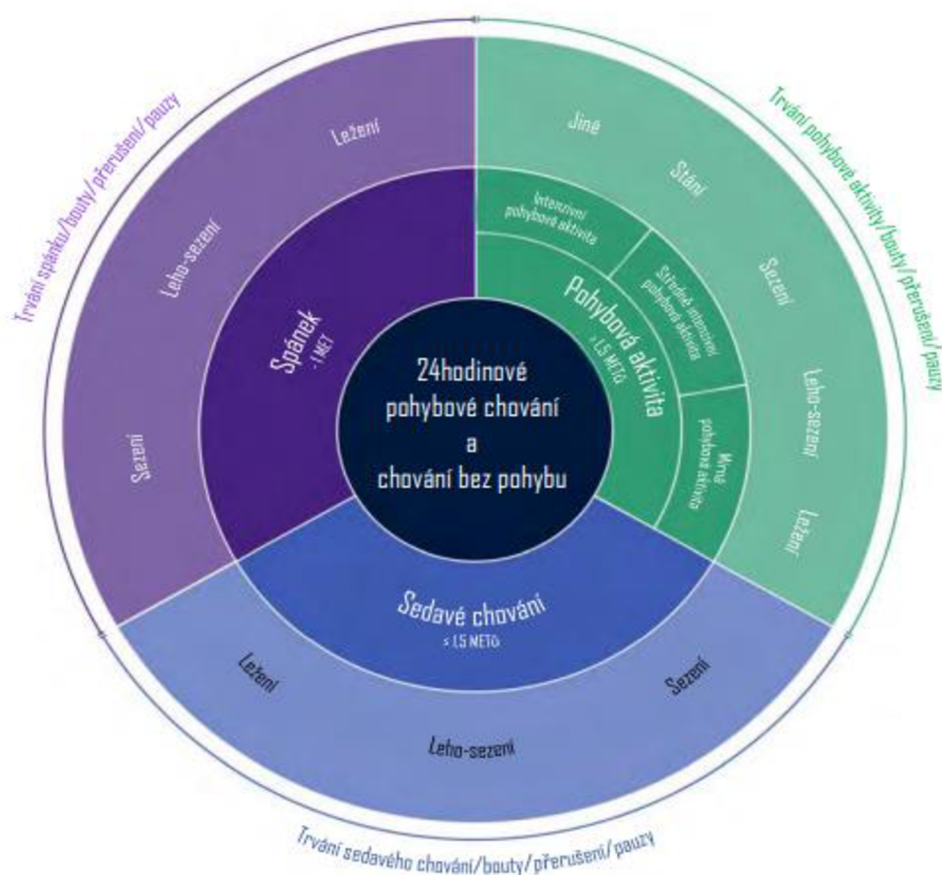 24hodinové
pohybové chování
a
chování bez pohybu
Spánek
~1 MET
Ležení
Leho-sezení
Sezení
Trvání spánku/bouty/přerušení/pauzy
Pohybová aktivita
> 1,5 METů
Intenzivní
pohybová aktivita
Středně intenzivní
pohybová aktivita
Mírná
pohybová aktivita
Jiné
Stání
Sezení
Leho-sezení
Ležení
Trvání pohybové aktivity/bouty/přerušení/pauzy
Sedavé chování
≤ 1,5 METů
Ležení
Leho-sezení
Sezení
Trvání sedavého chování/bouty/přerušení/pauzy